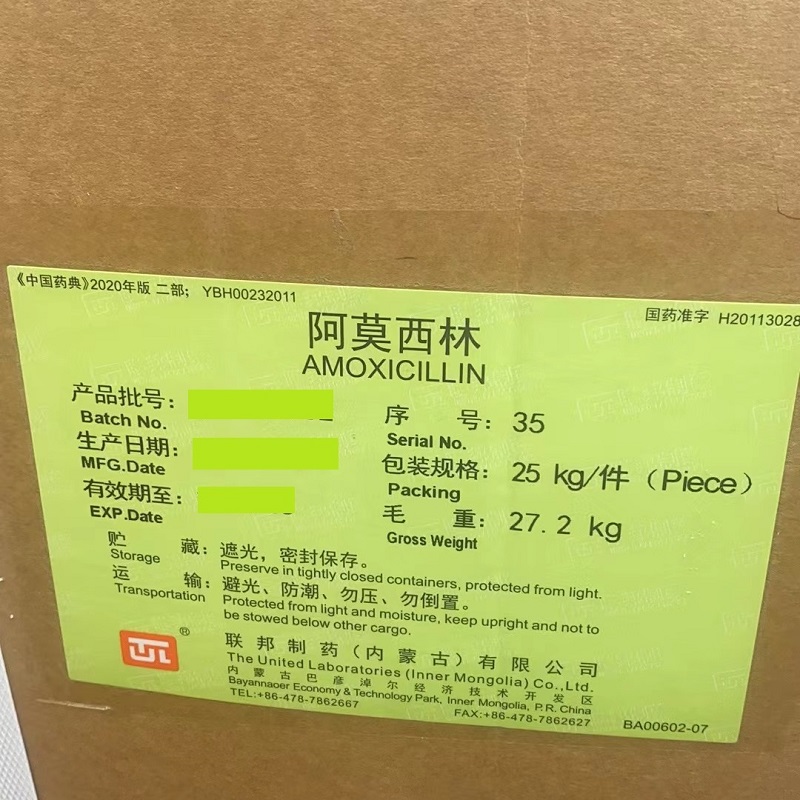 《中国药典》2020年版 二部; YBH00232011
国药准字 H20113028
阿莫西林
AMOXICILLIN
产品批号:
Batch No.
生产日期:
MFG.Date
有效期至:
EXP.Date
序 号: 35
Serial No.
包装规格: 25 kg/件 (Piece)
Packing
毛 重: 27.2 kg
Gross Weight
贮 藏: 遮光, 密封保存。
Storage Preserve in tightly closed containers, protected from light.
运 输: 避光、防潮、勿压、勿倒置。
Transportation Protected from light and moisture, keep upright and not to
be stowed below other cargo.
®
联邦制药(内蒙古)有限公司
The United Laboratories (Inner Mongolia) Co.,Ltd.
内蒙古巴彦淖尔经济技术开发区
Bayannaoer Economy & Technology Park, Inner Mongolia, P.R. China
TEL:+86-478-7862667 FAX:+86-478-7862627
BA00602-07